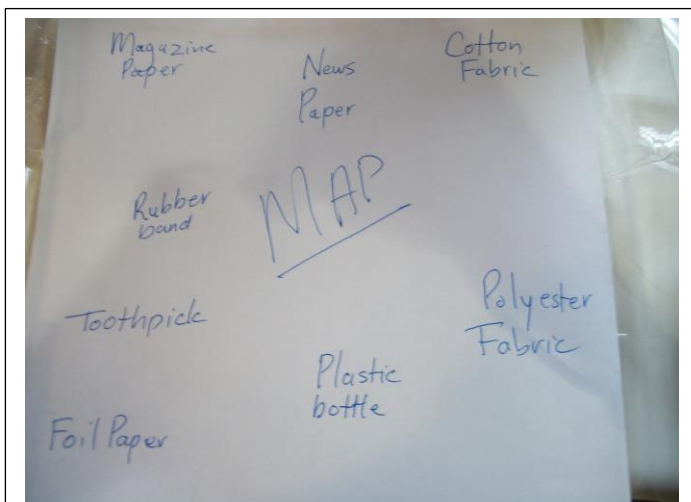 Magazine
Paper
News
Paper
Cotton
Fabric
Rubber
band
MAP
Toothpick
Polyester
Fabric
Plastic
bottle
Foil Paper